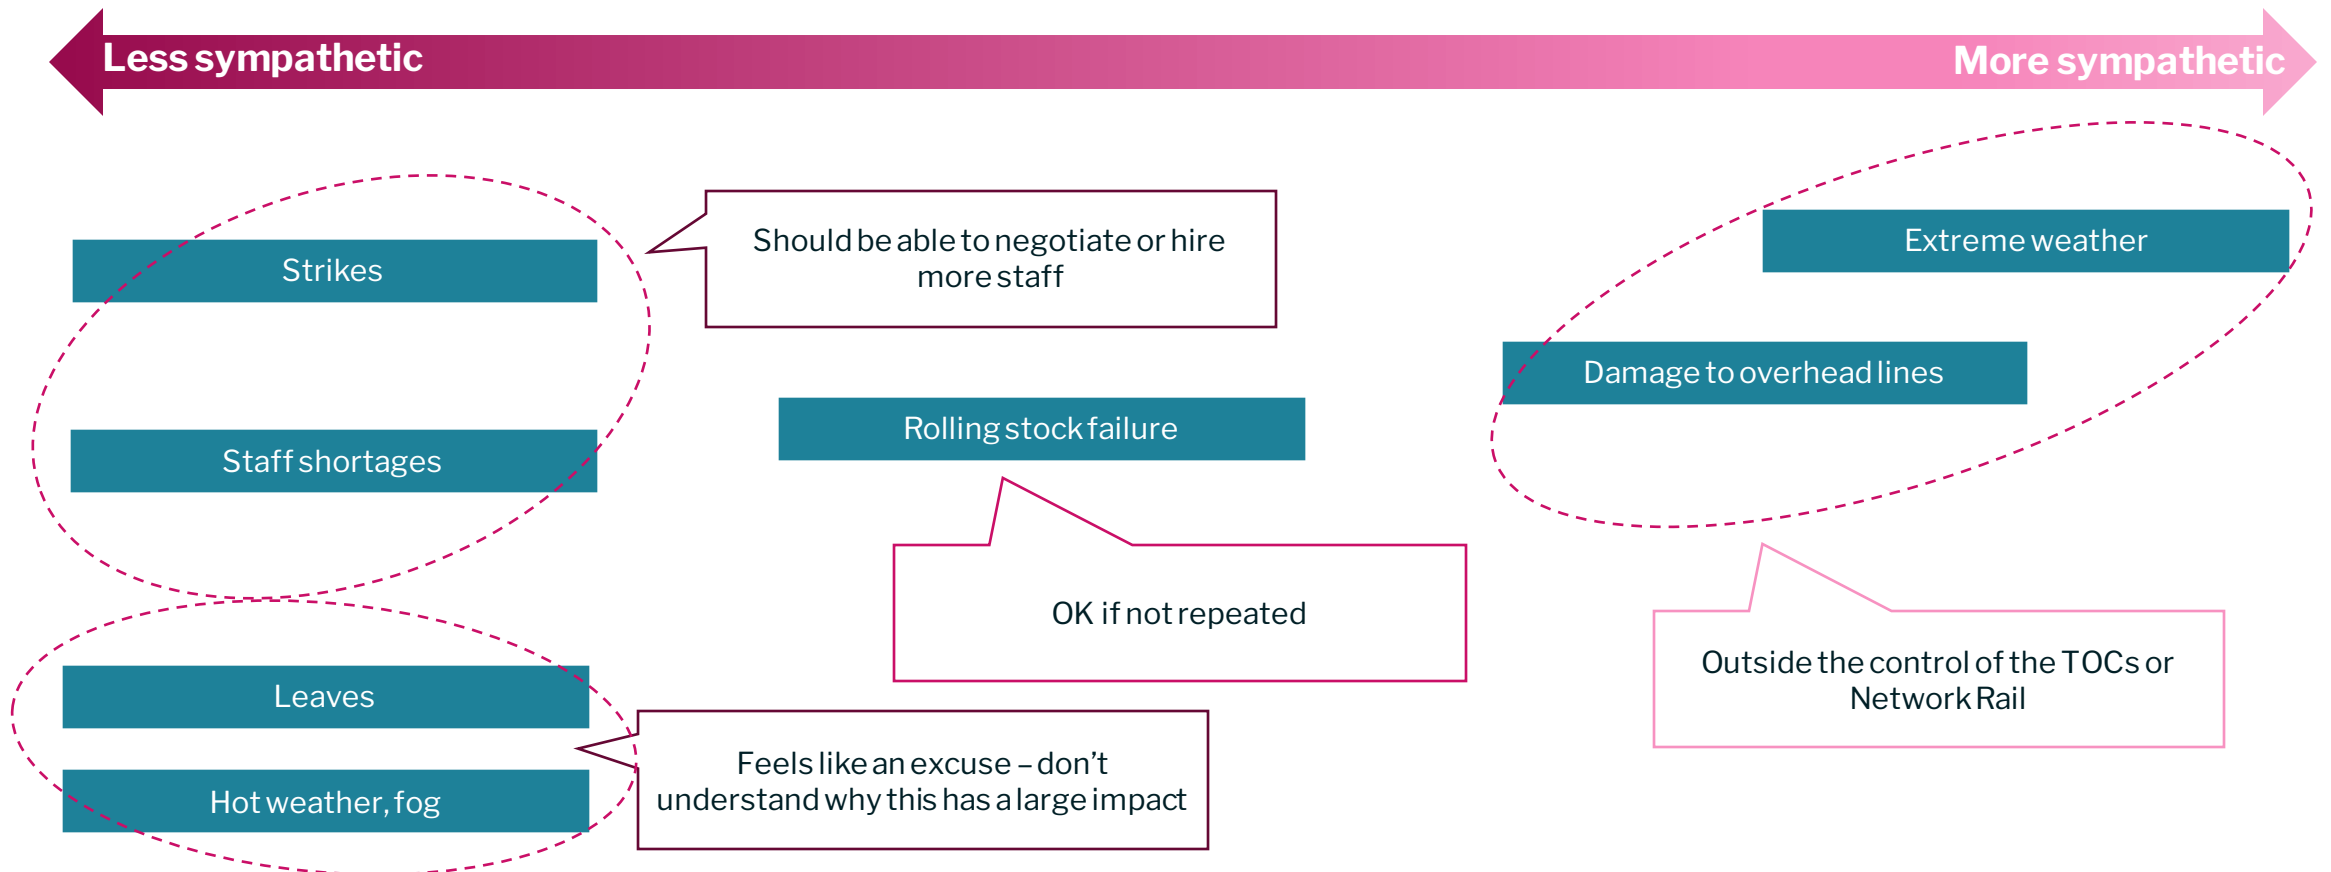 Less sympathetic
More sympathetic
Strikes
Should be able to negotiate or hire
more staff
Extreme weather
Damage to overhead lines
Rolling stock failure
Staff shortages
OK if not repeated
Outside the control of the TOCs or
Network Rail
Leaves
Feels like an excuse – don’t
understand why this has a large impact
Hot weather, fog